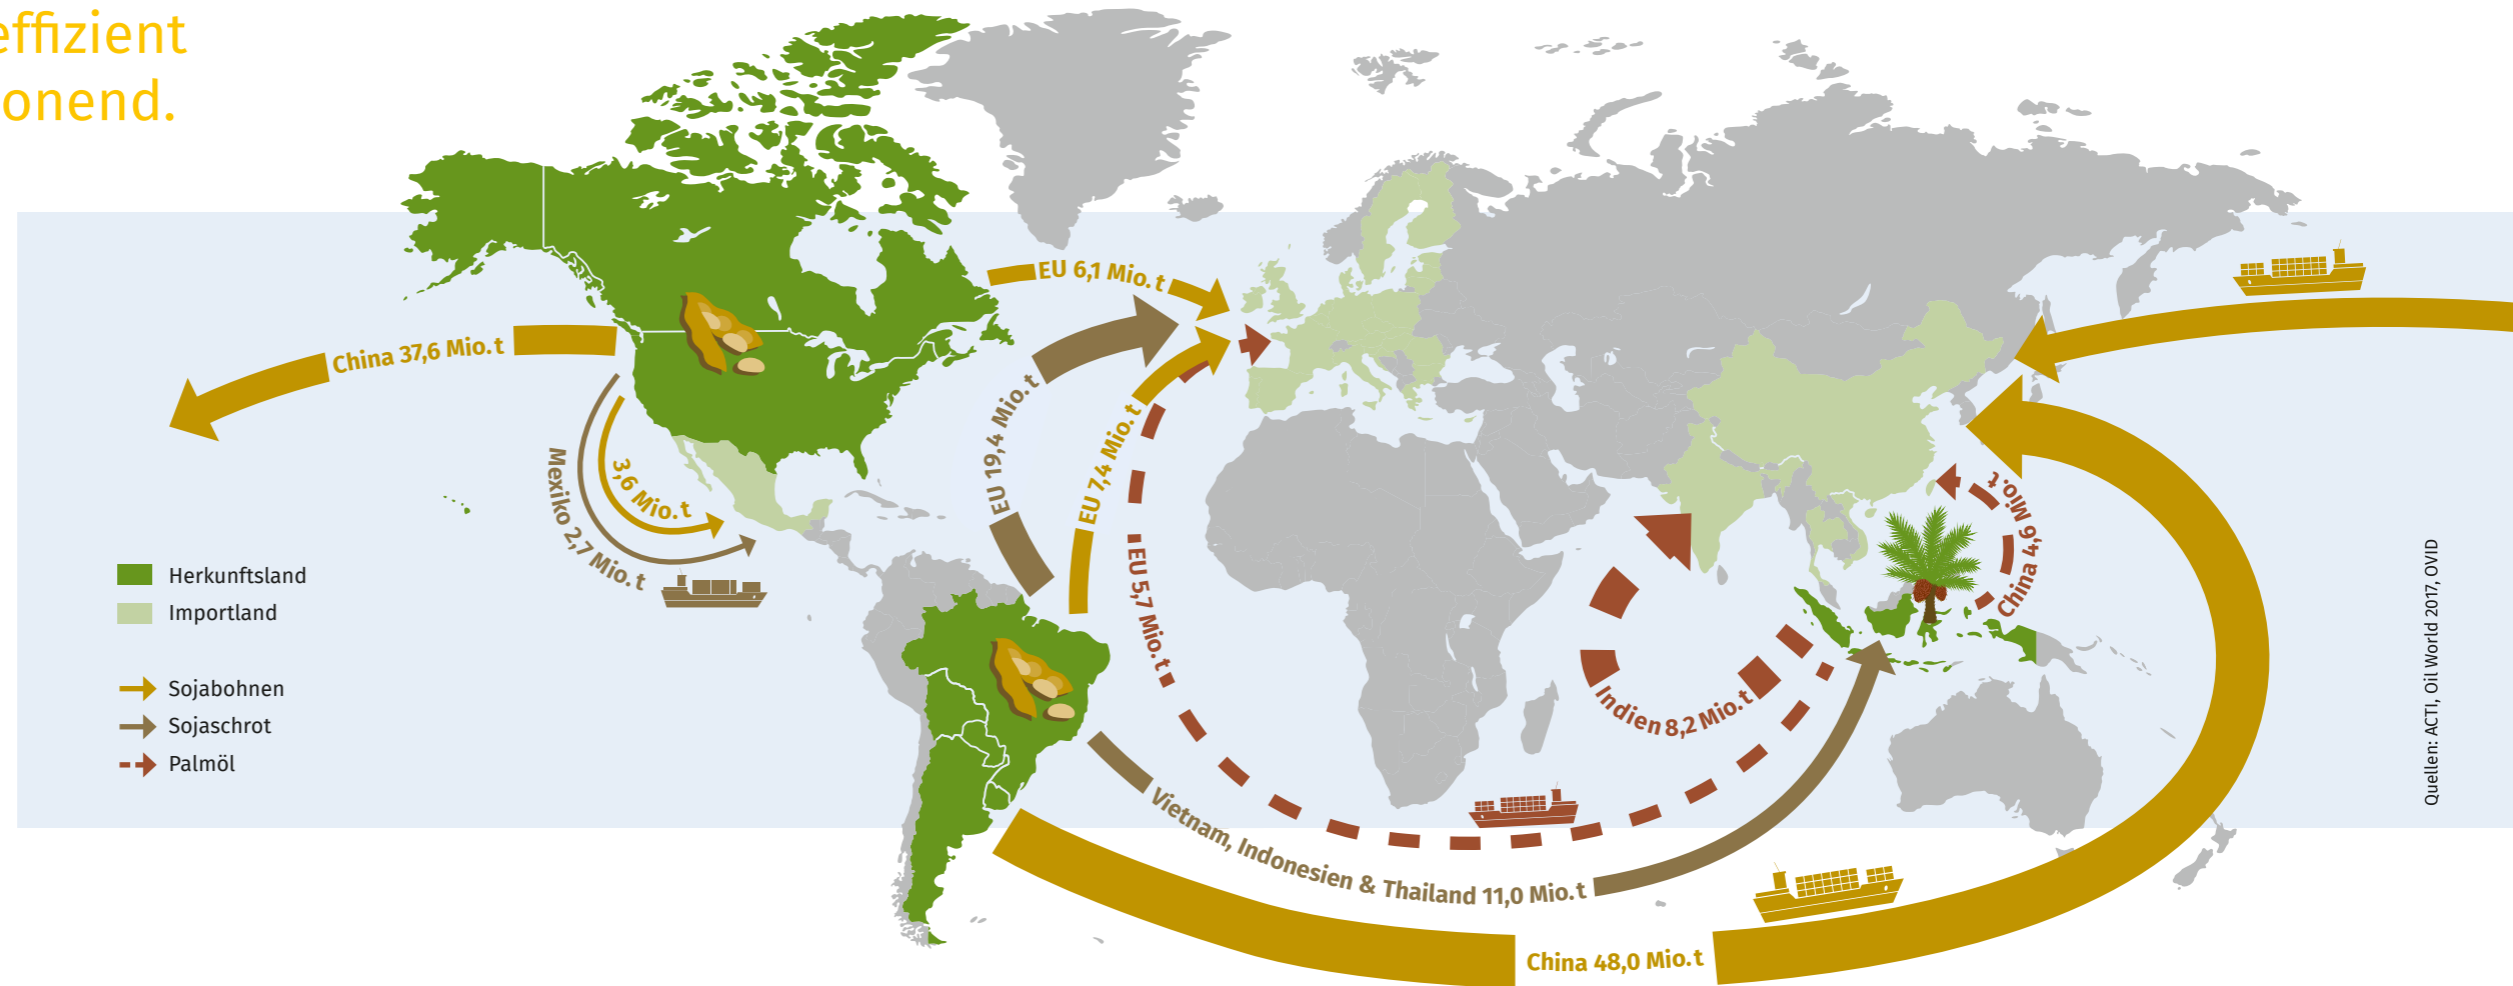 effizient
onend.
EU 6,1 Mio. t
China 37,6 Mio. t
EU 19,4 Mio. t
EU 7,4 Mio. t
3,6 Mio. t
Mexiko 2,7 Mio. t
EU 5,7 Mio. t
China 4,6 Mio. t
Indien 8,2 Mio. t
Herkunftsland
Importland
Sojabohnen
Sojaschrot
Palmöl
Vietnam, Indonesien & Thailand 11,0 Mio. t
China 48,0 Mio. t
Quellen: ACTI, Oil World 2017, OVID